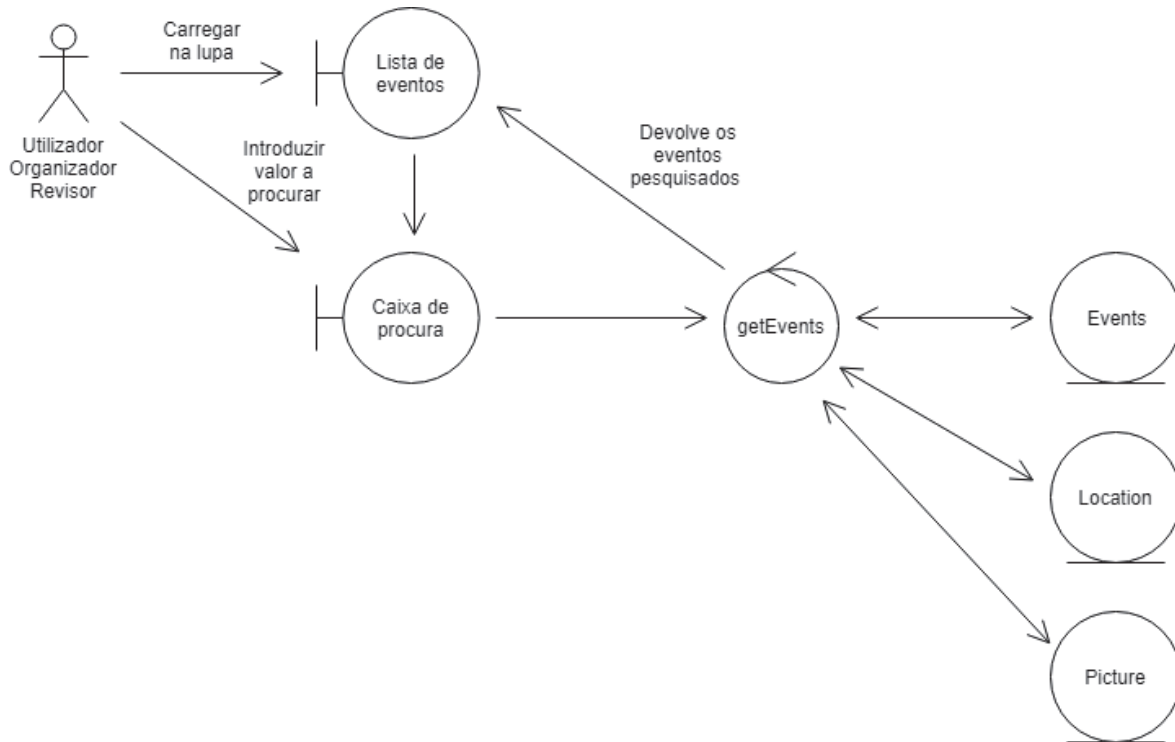 Carregar
na lupa
Lista de
eventos
Utilizador
Organizador
Revisor
Introduzir
valor a
procurar
Devolve os
eventos
pesquisados
Caixa de
procura
getEvents
Events
Location
Picture